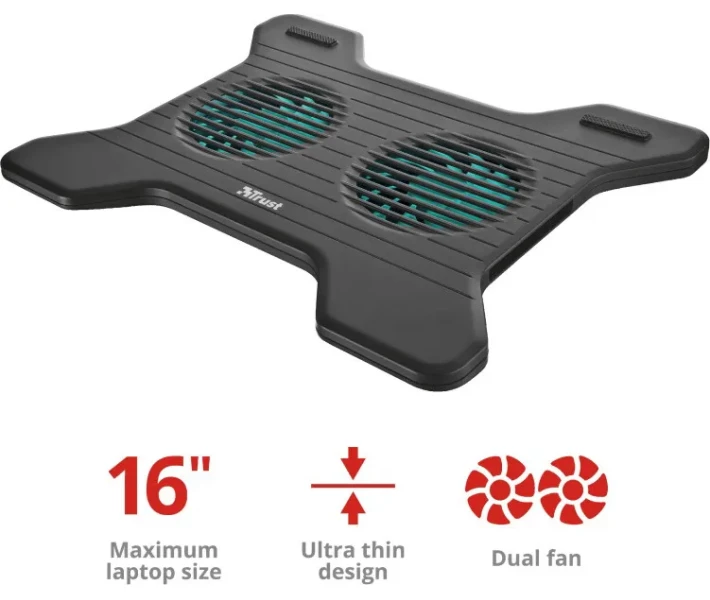 Trust
16"
Maximum
laptop size
Ultra thin
design
Dual fan